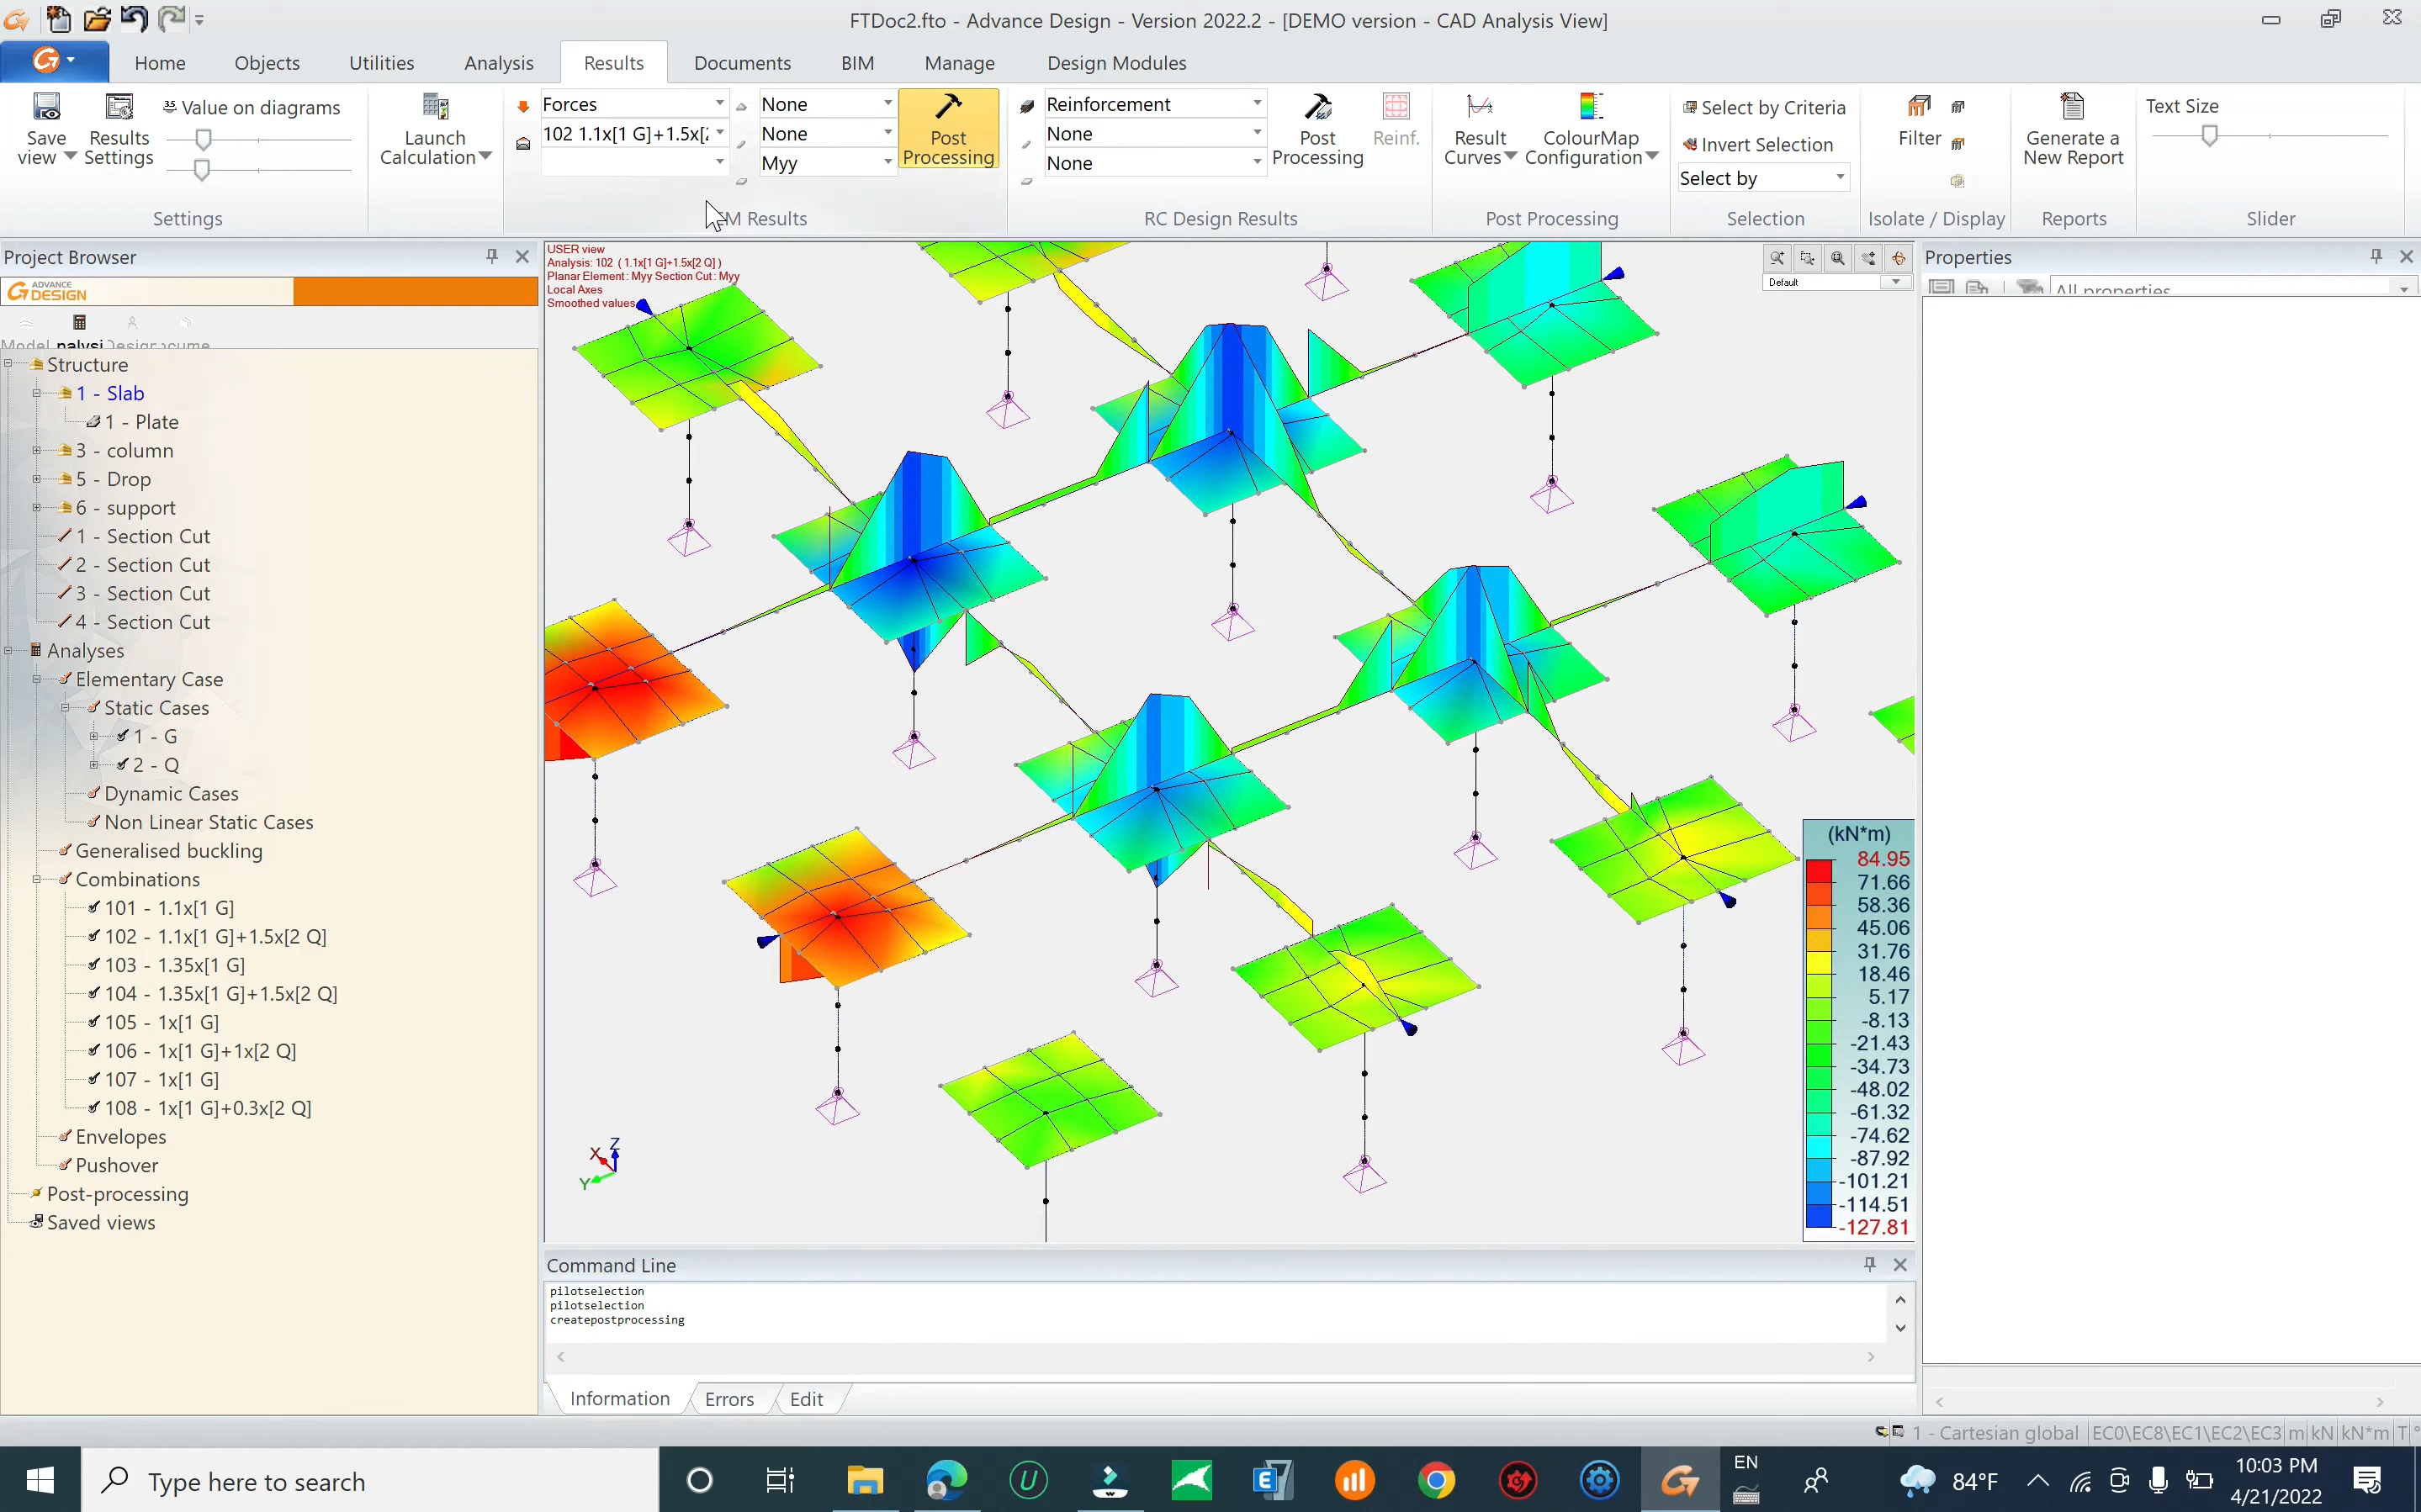 FTDoc2.fto - Advance Design - Version 2022.2 - [DEMO version - CAD Analysis View]
Home
Objects
Utilities
Analysis
Results
Documents
BIM
Manage
Design Modules
Save view
Results Settings
Value on diagrams
Settings
Launch Calculation
Forces
102 1.1x[1 G]+1.5x[2
None
None
Myy
Post Processing
M Results
Reinforcement
None
None
Post Processing
Reinf.
RC Design Results
Result Curves
ColourMap Configuration
Post Processing
Select by Criteria
Invert Selection
Select by
Selection
Filter
Isolate / Display
Generate a New Report
Reports
Text Size
Slider
Project Browser
ADVANCE
DESIGN
Structure
1 - Slab
1 - Plate
3 - column
5 - Drop
6 - support
1 - Section Cut
2 - Section Cut
3 - Section Cut
4 - Section Cut
Analyses
Elementary Case
Static Cases
1 - G
2 - Q
Dynamic Cases
Non Linear Static Cases
Generalised buckling
Combinations
101 - 1.1x[1 G]
102 - 1.1x[1 G]+1.5x[2 Q]
103 - 1.35x[1 G]
104 - 1.35x[1 G]+1.5x[2 Q]
105 - 1x[1 G]
106 - 1x[1 G]+1x[2 Q]
107 - 1x[1 G]
108 - 1x[1 G]+0.3x[2 Q]
Envelopes
Pushover
Post-processing
Saved views
USER view
Analysis: 102 ( 1.1x[1 G]+1.5x[2 Q] )
Planar Element : Myy Section Cut : Myy
Local Axes
Smoothed values
Default
X
Z
Y
(kN*m)
84.95
71.66
58.36
45.06
31.76
18.46
5.17
-8.13
-21.43
-34.73
-48.02
-61.32
-74.62
-87.92
-101.21
-114.51
-127.81
Properties
All properties
Command Line
pilotselection
pilotselection
createpostprocessing
Information
Errors
Edit
1 - Cartesian global
EC0\EC8\EC1\EC2\EC3
m
kN
kN*m
T
Type here to search
EN
84°F
10:03 PM
4/21/2022